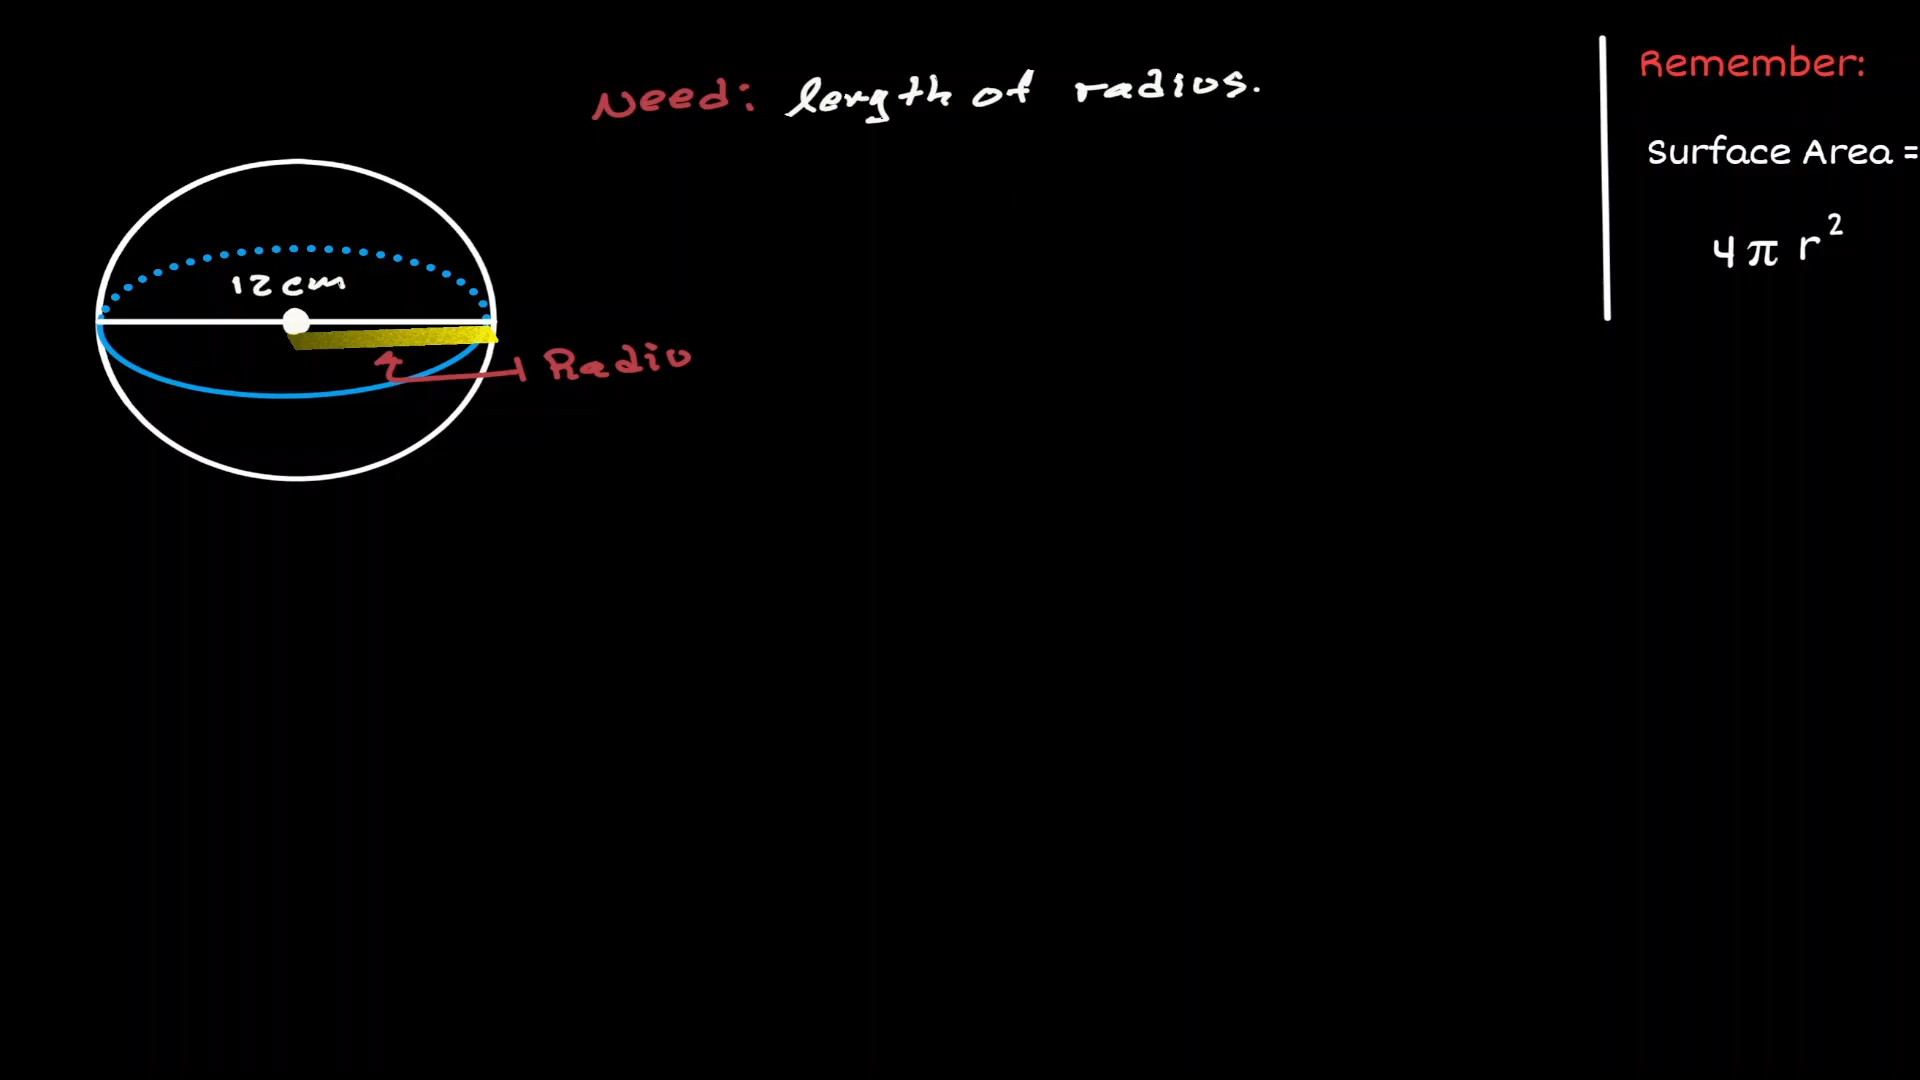 Need: length of radius.
12 cm
Radio
Remember:
Surface Area =
4 π r²